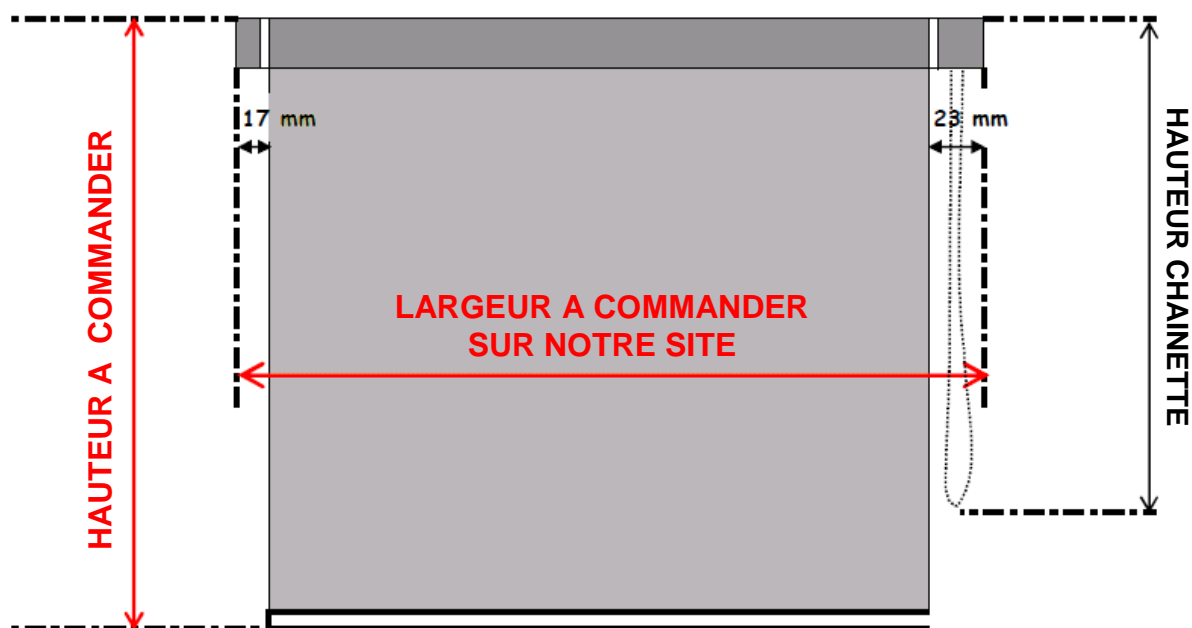 17 mm
23 mm
HAUTEUR A COMMANDER
LARGEUR A COMMANDER
SUR NOTRE SITE
HAUTEUR CHAINETTE